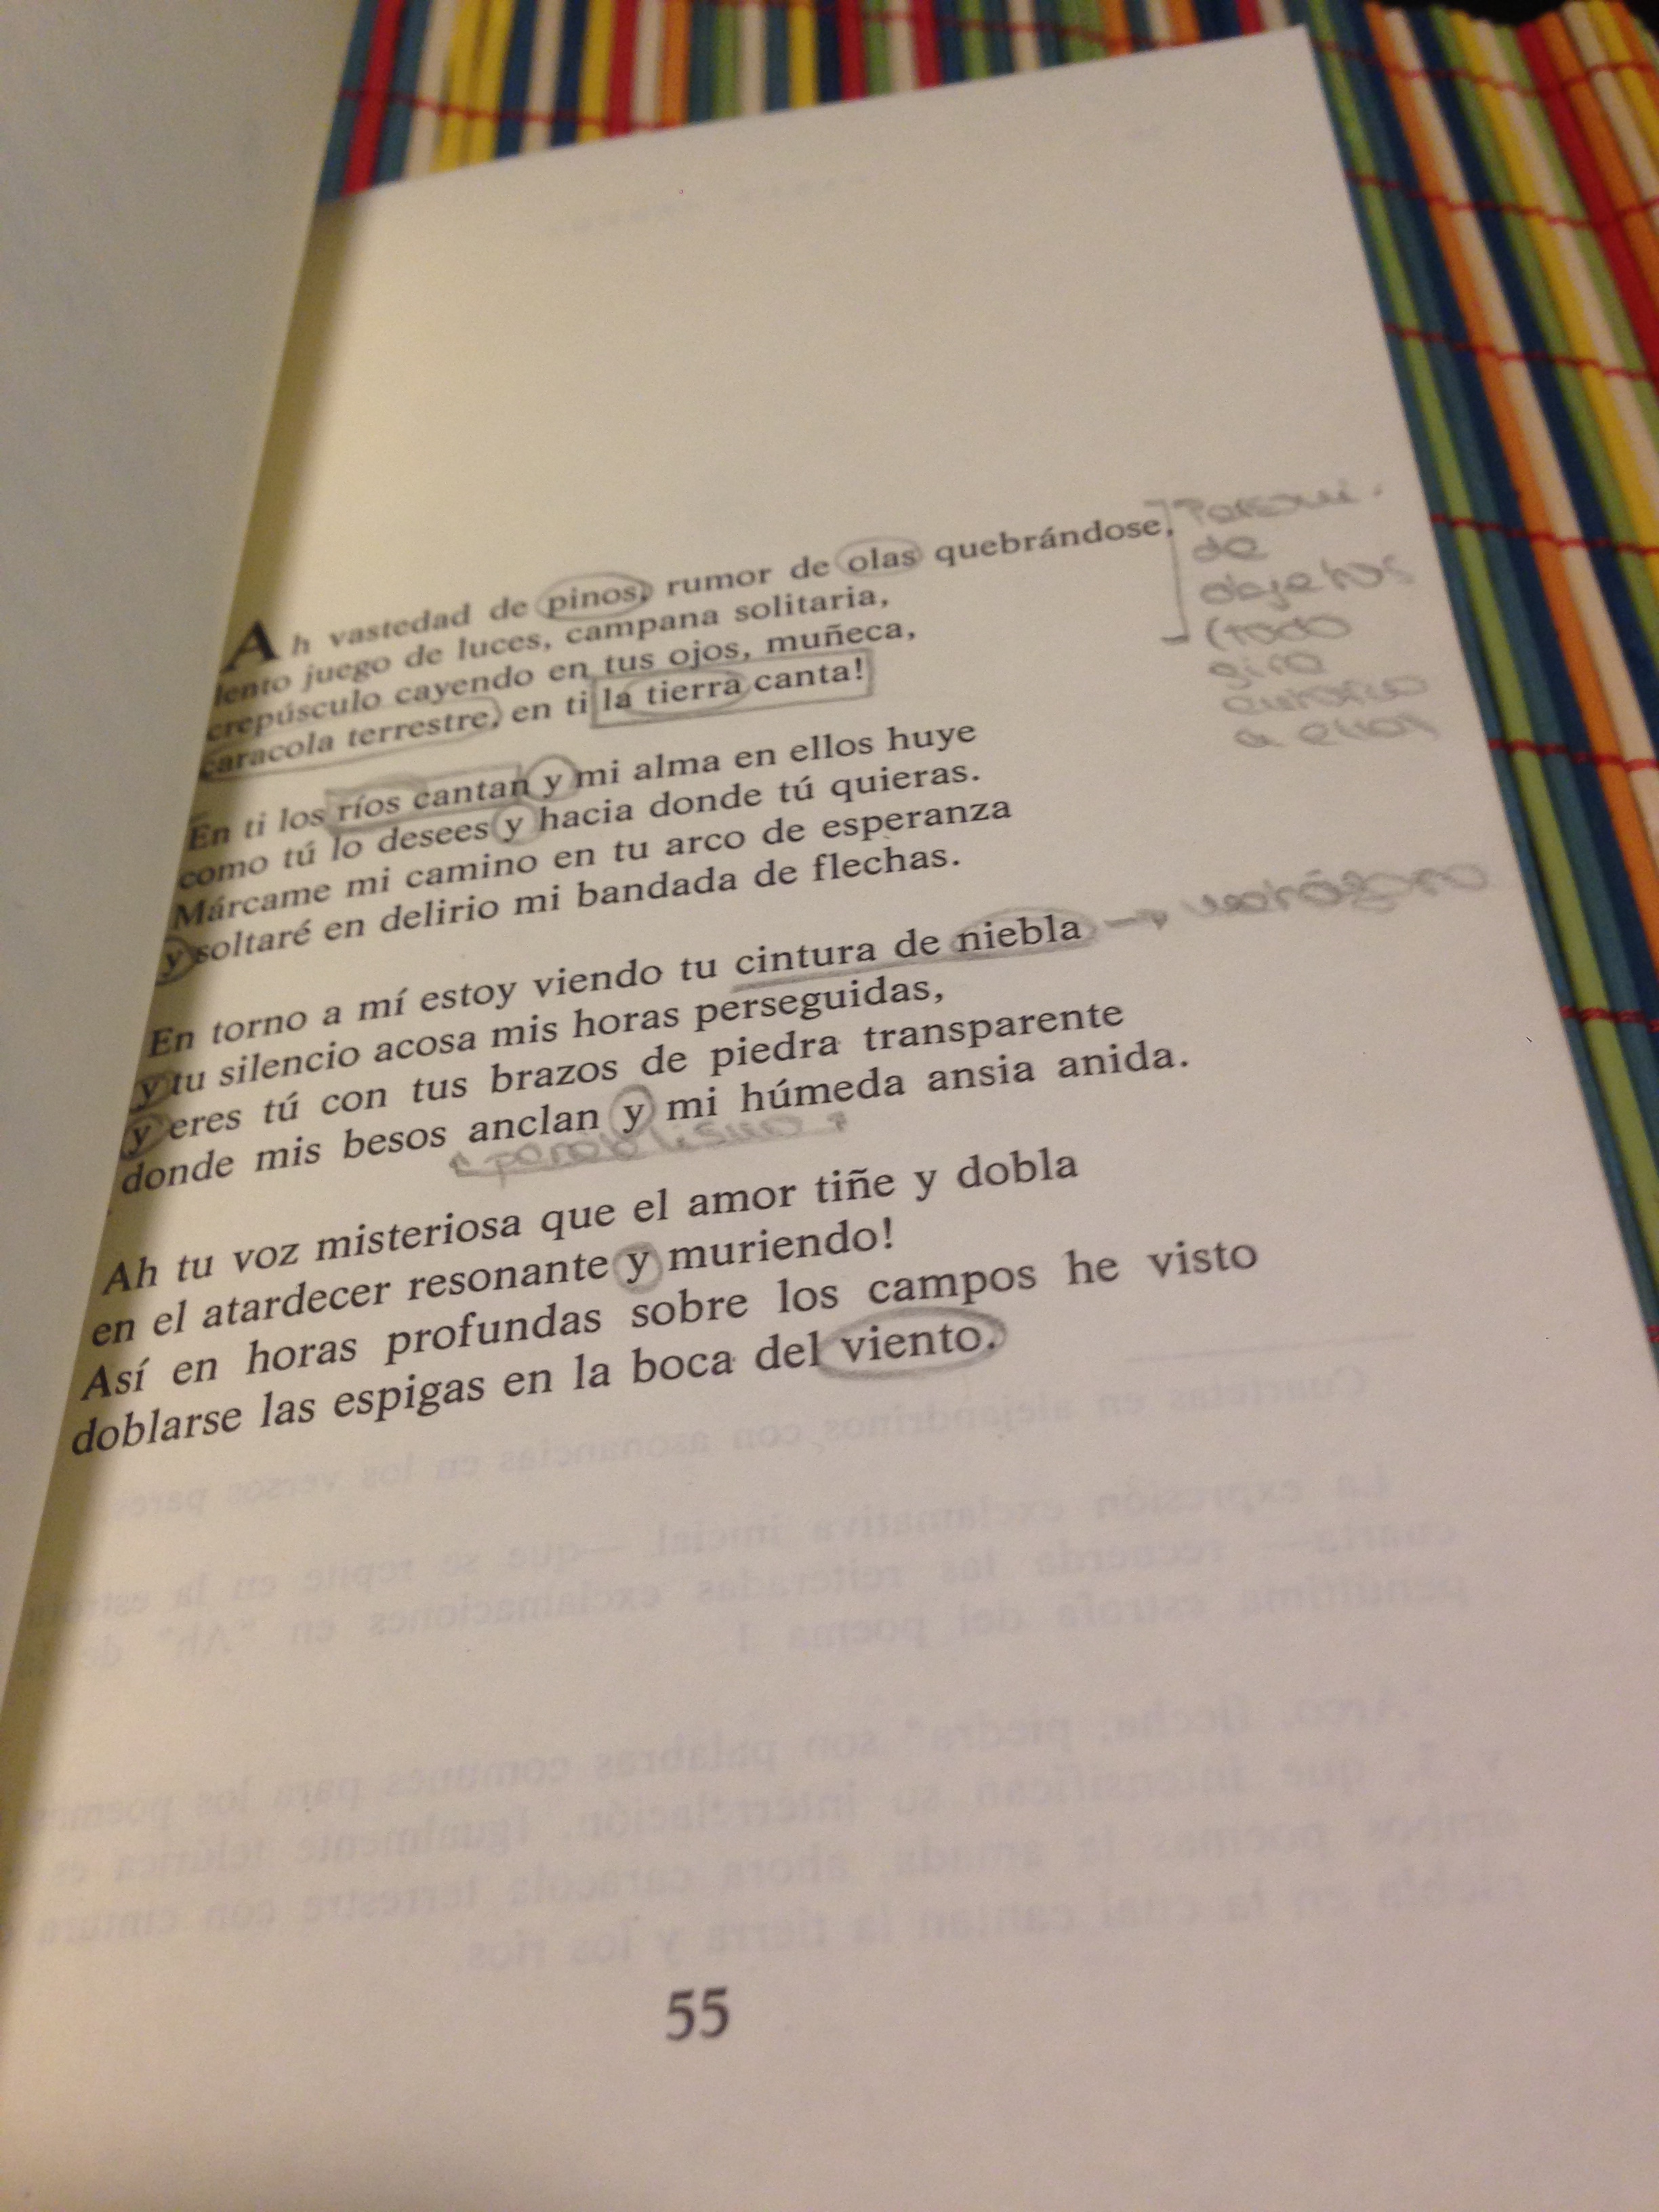 Ah vastedad de pinos, rumor de olas quebrándose,
lento juego de luces, campana solitaria,
crepúsculo cayendo en tus ojos, muñeca,
caracola terrestre, en ti la tierra canta!
En ti los ríos cantan y mi alma en ellos huye
como tú lo desees y hacia donde tú quieras.
Márcame mi camino en tu arco de esperanza
y soltaré en delirio mi bandada de flechas.
En torno a mí estoy viendo tu cintura de niebla
y tu silencio acosa mis horas perseguidas,
y eres tú con tus brazos de piedra transparente
donde mis besos anclan y mi húmeda ansia anida.
Ah tu voz misteriosa que el amor tiñe y dobla
en el atardecer resonante y muriendo!
Así en horas profundas sobre los campos he visto
doblarse las espigas en la boca del viento.
Personi.
de
objetos
(todo
gira
entorno
a ellos
55